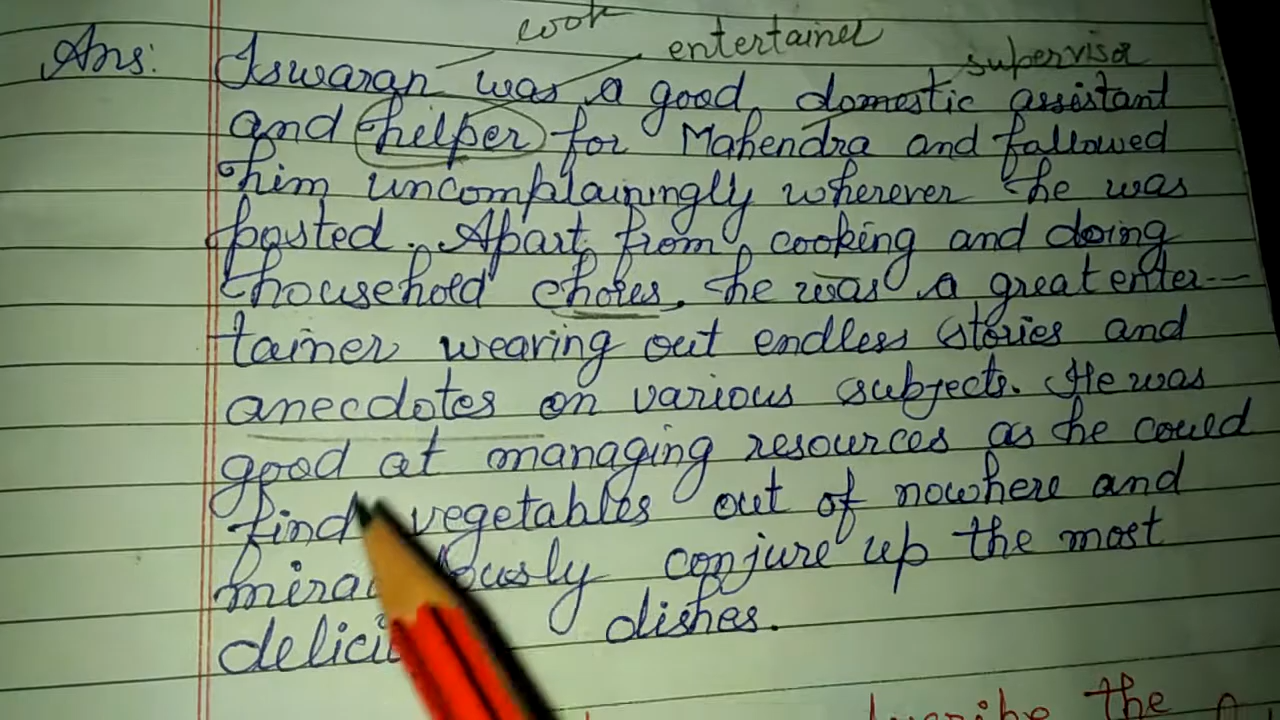 cook
entertainer
supervisor
Ans: Iswaran was a good domestic assistant
and helper for Mahendra and followed
him uncomplainingly wherever he was
posted. Apart from cooking and doing
household chores, he was a great enter-
tainer wearing out endless stories and
anecdotes on various subjects. He was
good at managing resources as he could
find vegetables out of nowhere and
conjure up the most
dishes.
the